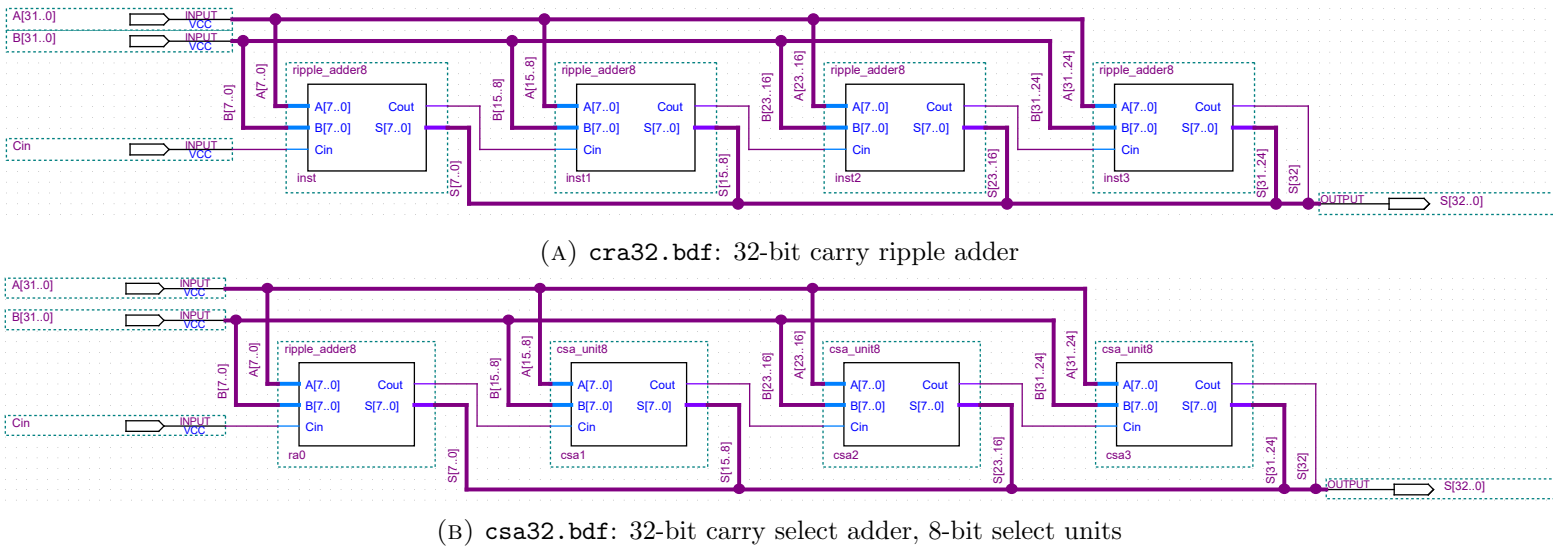 A[31..0] INPUT VCC
B[31..0] INPUT VCC
B[7..0] A[7..0] B[15..8] A[15..8] B[23..16] A[23..16] B[31..24] A[31..24]
ripple_adder8 ripple_adder8 ripple_adder8 ripple_adder8
A[7..0] Cout A[7..0] Cout A[7..0] Cout A[7..0] Cout
B[7..0] S[7..0] B[7..0] S[7..0] B[7..0] S[7..0] B[7..0] S[7..0]
Cin INPUT VCC Cin Cin Cin Cin
inst inst1 inst2 inst3
S[7..0] S[15..8] S[23..16] S[31..24] S[32]
OUTPUT S[32..0]
(A) cra32.bdf: 32-bit carry ripple adder
A[31..0] INPUT VCC
B[31..0] INPUT VCC
B[7..0] A[7..0] B[15..8] A[15..8] B[23..16] A[23..16] B[31..24] A[31..24]
ripple_adder8 csa_unit8 csa_unit8 csa_unit8
A[7..0] Cout A[7..0] Cout A[7..0] Cout A[7..0] Cout
B[7..0] S[7..0] B[7..0] S[7..0] B[7..0] S[7..0] B[7..0] S[7..0]
Cin INPUT VCC Cin Cin Cin Cin
ra0 csa1 csa2 csa3
S[7..0] S[15..8] S[23..16] S[31..24] S[32]
OUTPUT S[32..0]
(B) csa32.bdf: 32-bit carry select adder, 8-bit select units